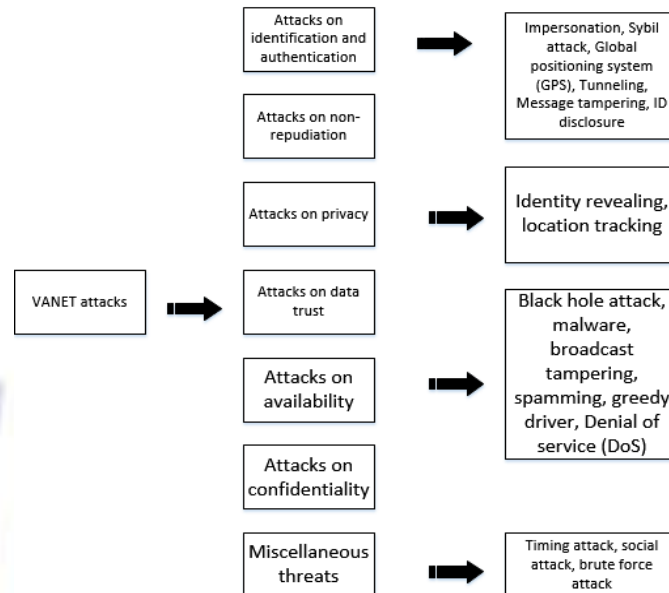 Attacks on
identification and
authentication
Impersonation, Sybil
attack, Global
positioning system
(GPS), Tunneling,
Message tampering, ID
disclosure
Attacks on non-
repudiation
Attacks on privacy
Identity revealing,
location tracking
VANET attacks
Attacks on data
trust
Black hole attack,
malware,
broadcast
tampering,
spamming, greedy
driver, Denial of
service (DoS)
Attacks on
availability
Attacks on
confidentiality
Miscellaneous
threats
Timing attack, social
attack, brute force
attack